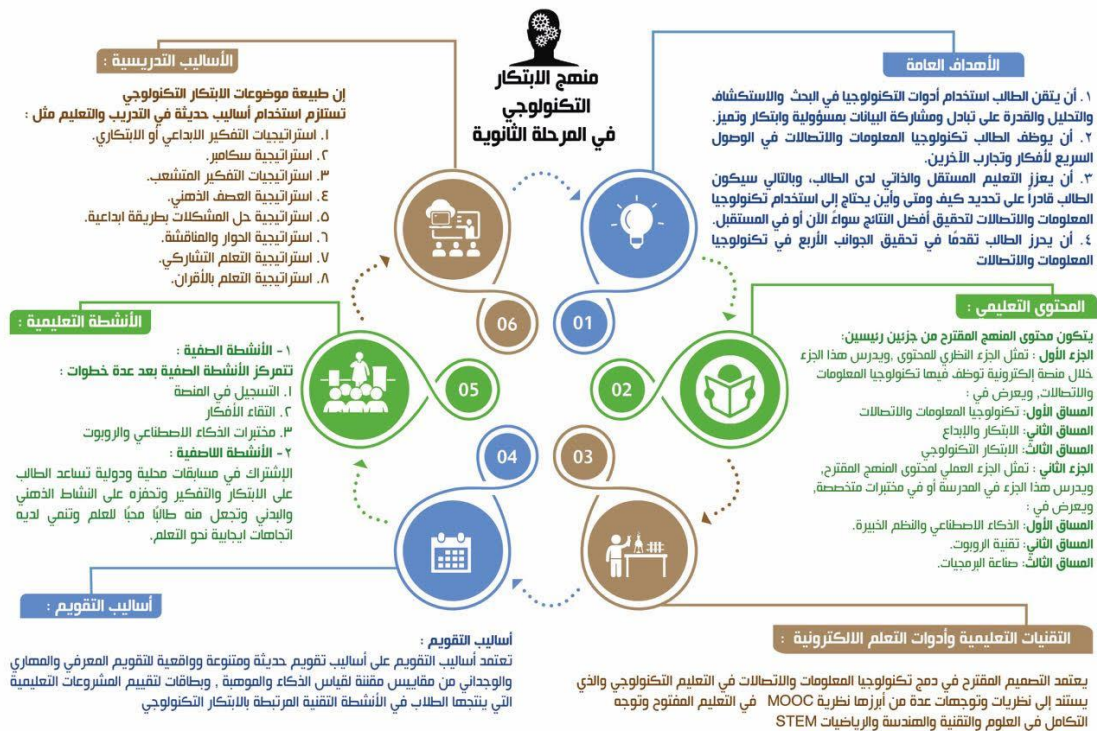 منهج الابتكار
التكنولوجي
في المرحلة الثانوية
الأهداف العامة
١. أن يتقن الطالب استخدام أدوات التكنولوجيا في البحث والاستكشاف
والتحليل والقدرة على تبادل ومشاركة البيانات بمسؤولية وابتكار وتميز.
٢. أن يوظف الطالب تكنولوجيا المعلومات والاتصالات في الوصول
السريع لأفكار وتجارب الآخرين.
٣. أن يعزز التعليم المستقل والذاتي لدى الطالب، وبالتالي سيكون
الطالب قادراً على تحديد كيف ومتى وأين يحتاج إلى استخدام تكنولوجيا
المعلومات والاتصالات لتحقيق أفضل النتائج سواءً الآن أو في المستقبل.
٤. أن يحرز الطالب تقدمًا في تحقيق الجوانب الأربع في تكنولوجيا
المعلومات والاتصالات
01
المحتوى التعليمي :
يتكون محتوى المنهج المقترح من جزئين رئيسين:
الجزء الأول : تمثل الجزء النظري للمحتوى ,ويدرس هذا الجزء
خلال منصة إلكترونية توظف فيها تكنولوجيا المعلومات
والاتصالات, ويعرض في :
المساق الأول: تكنولوجيا المعلومات والاتصالات
المساق الثاني: الابتكار والإبداع
المساق الثالث: الابتكار التكنولوجي
الجزء الثاني : تمثل الجزء العملي لمحتوى المنهج المقترح,
ويدرس هذا الجزء في المدرسة أو في مختبرات متخصصة,
ويعرض في :
المساق الأول: الذكاء الاصطناعي والنظم الخبيرة.
المساق الثاني: تقنية الروبوت.
المساق الثالث: صناعة البرمجيات.
02
التقنيات التعليمية وأدوات التعلم الالكترونية :
يعتمد التصميم المقترح في دمج تكنولوجيا المعلومات والاتصالات في التعليم التكنولوجي والذي
يستند إلى نظريات وتوجهات عدة من أبرزها نظرية MOOC في التعليم المفتوح وتوجه
التكامل في العلوم والتقنية والهندسة والرياضيات STEM
03
أساليب التقويم :
أساليب التقويم :
تعتمد أساليب التقويم على أساليب تقويم حديثة ومتنوعة وواقعية للتقويم المعرفي والمهاري
والوجداني من مقاييس مقننة لقياس الذكاء والموهبة , وبطاقات لتقييم المشروعات التعليمية
التي ينتجها الطلاب في الأنشطة التقنية المرتبطة بالابتكار التكنولوجي
04
الأنشطة التعليمية :
١- الأنشطة الصفية :
تتمركز الأنشطة الصفية بعد عدة خطوات :
١. التسجيل في المنصة
٢. التقاء الأفكار
٣. مختبرات الذكاء الاصطناعي والروبوت
٢- الأنشطة اللاصفية :
الإشتراك في مسابقات محلية ودولية تساعد الطالب
على الابتكار والتفكير وتحفزه على النشاط الذهني
والبدني وتجعل منه طالبًا محبًا للعلم وتنمي لديه
اتجاهات ايجابية نحو التعلم.
05
الأساليب التدريسية :
إن طبيعة موضوعات الابتكار التكنولوجي
تستلزم استخدام أساليب حديثة في التدريب والتعليم مثل :
١. استراتيجيات التفكير الابداعي أو الابتكاري.
٢. استراتيجية سكامبر.
٣. استراتيجيات التفكير المتشعب.
٤. استراتيجية العصف الذهني.
٥. استراتيجية حل المشكلات بطريقة ابداعية.
٦. استراتيجية الحوار والمناقشة.
٧. استراتيجية التعلم التشاركي.
٨. استراتيجية التعلم بالأقران.
06